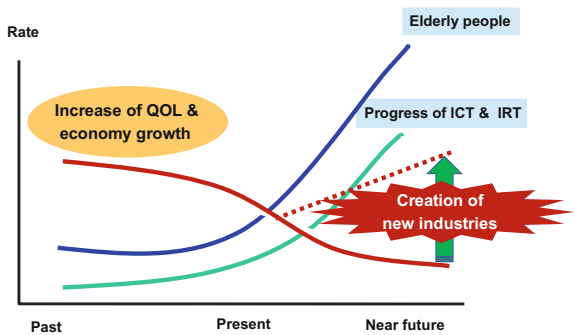 Rate
Elderly people
Increase of QOL &
economy growth
Progress of ICT & IRT
Creation of
new industries
Past
Present
Near future